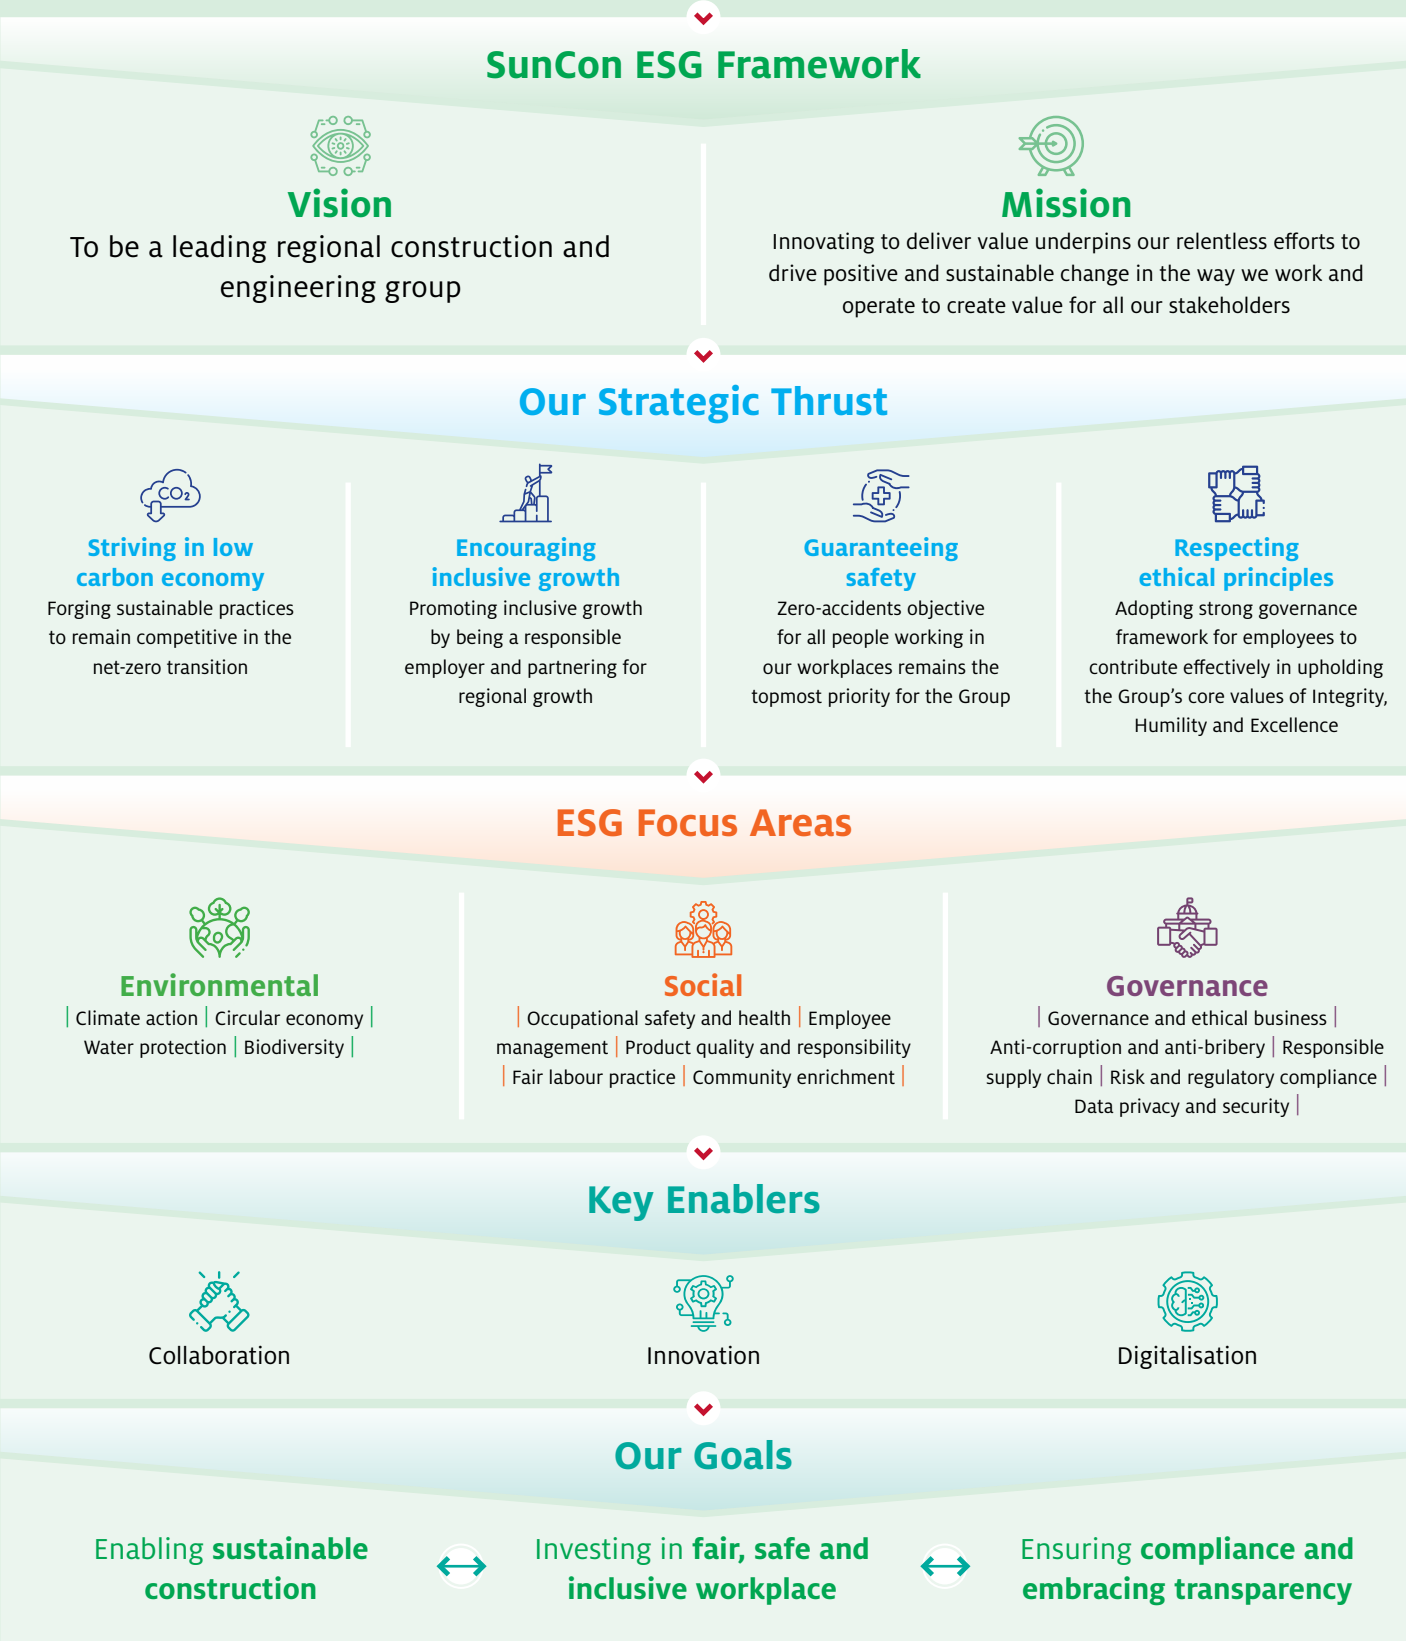 SunCon ESG Framework
Vision
To be a leading regional construction and
engineering group
Mission
Innovating to deliver value underpins our relentless efforts to
drive positive and sustainable change in the way we work and
operate to create value for all our stakeholders
Our Strategic Thrust
CO2
Striving in low
carbon economy
Forging sustainable practices
to remain competitive in the
net-zero transition
Encouraging
inclusive growth
Promoting inclusive growth
by being a responsible
employer and partnering for
regional growth
Guaranteeing
safety
Zero-accidents objective
for all people working in
our workplaces remains the
topmost priority for the Group
Respecting
ethical principles
Adopting strong governance
framework for employees to
contribute effectively in upholding
the Group’s core values of Integrity,
Humility and Excellence
ESG Focus Areas
Environmental
| Climate action | Circular economy |
Water protection | Biodiversity |
Social
| Occupational safety and health | Employee
management | Product quality and responsibility
| Fair labour practice | Community enrichment |
Governance
| Governance and ethical business |
Anti-corruption and anti-bribery | Responsible
supply chain | Risk and regulatory compliance |
Data privacy and security |
Key Enablers
Collaboration
Innovation
Digitalisation
Our Goals
Enabling sustainable
construction
Investing in fair, safe and
inclusive workplace
Ensuring compliance and
embracing transparency